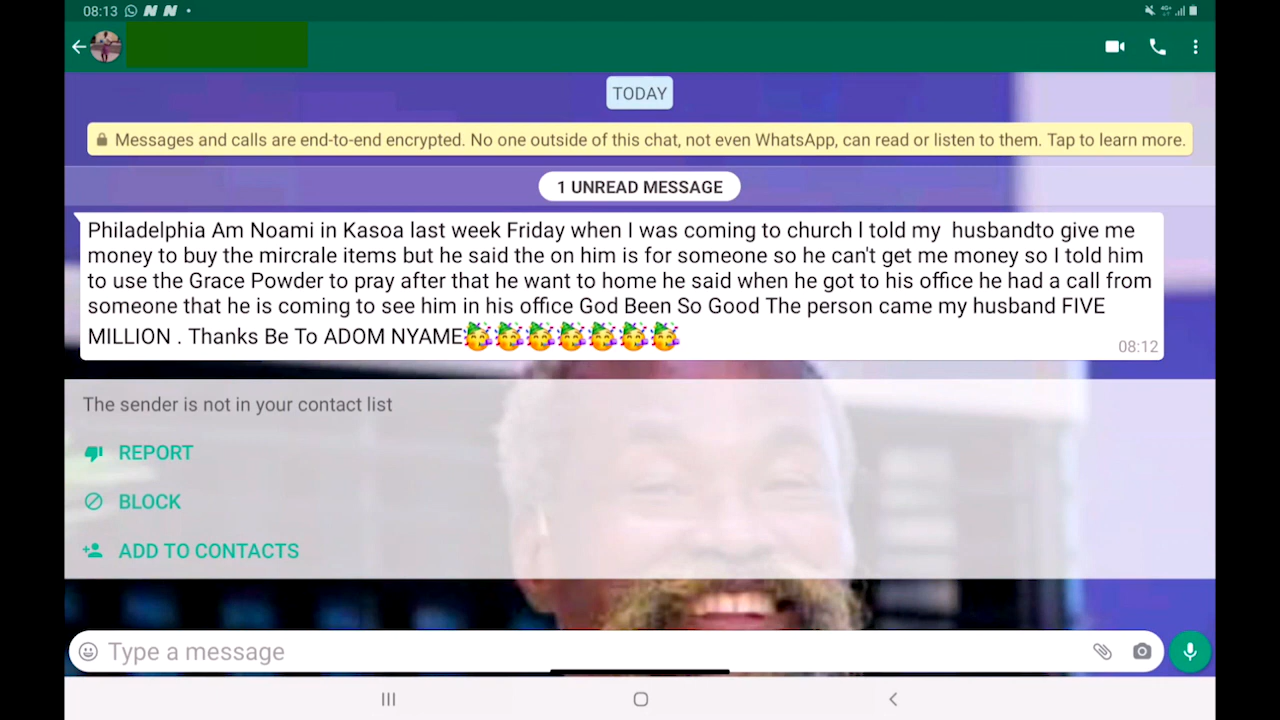 08:13
TODAY
Messages and calls are end-to-end encrypted. No one outside of this chat, not even WhatsApp, can read or listen to them. Tap to learn more.
1 UNREAD MESSAGE
Philadelphia Am Noami in Kasoa last week Friday when I was coming to church I told my husbandto give me
money to buy the mircrale items but he said the on him is for someone so he can't get me money so I told him
to use the Grace Powder to pray after that he want to home he said when he got to his office he had a call from
someone that he is coming to see him in his office God Been So Good The person came my husband FIVE
MILLION . Thanks Be To ADOM NYAME🥳🥳🥳🥳🥳🥳🥳
08:12
The sender is not in your contact list
REPORT
BLOCK
ADD TO CONTACTS
Type a message